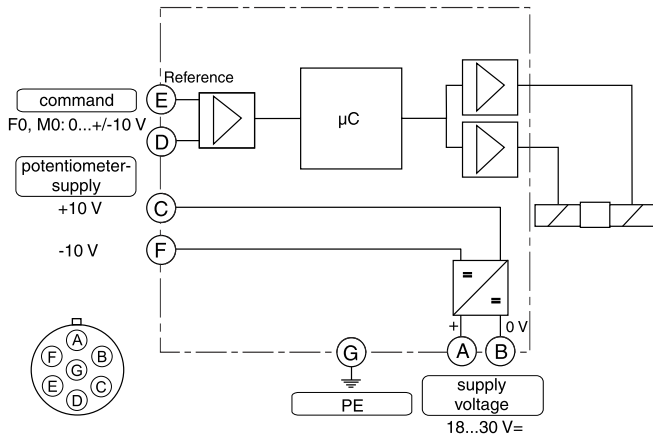 Reference
E
command
F0, M0: 0...+/-10 V
D
µC
potentiometer-
supply
+10 V
C
-10 V
F
=
=
+
0 V
A
B
G
PE
supply
voltage
18...30 V=
A
F
B
G
E
C
D